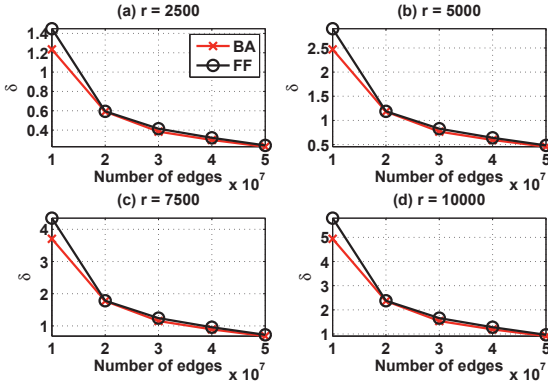 (a) r = 2500
1.4
1.2
1
0.8
0.6
0.4
δ
BA
FF
1 2 3 4 5
Number of edges
x 10^7
(b) r = 5000
2.5
2
1.5
1
0.5
δ
1 2 3 4 5
Number of edges
x 10^7
(c) r = 7500
4
3
2
1
δ
1 2 3 4 5
Number of edges
x 10^7
(d) r = 10000
5
4
3
2
1
δ
1 2 3 4 5
Number of edges
x 10^7